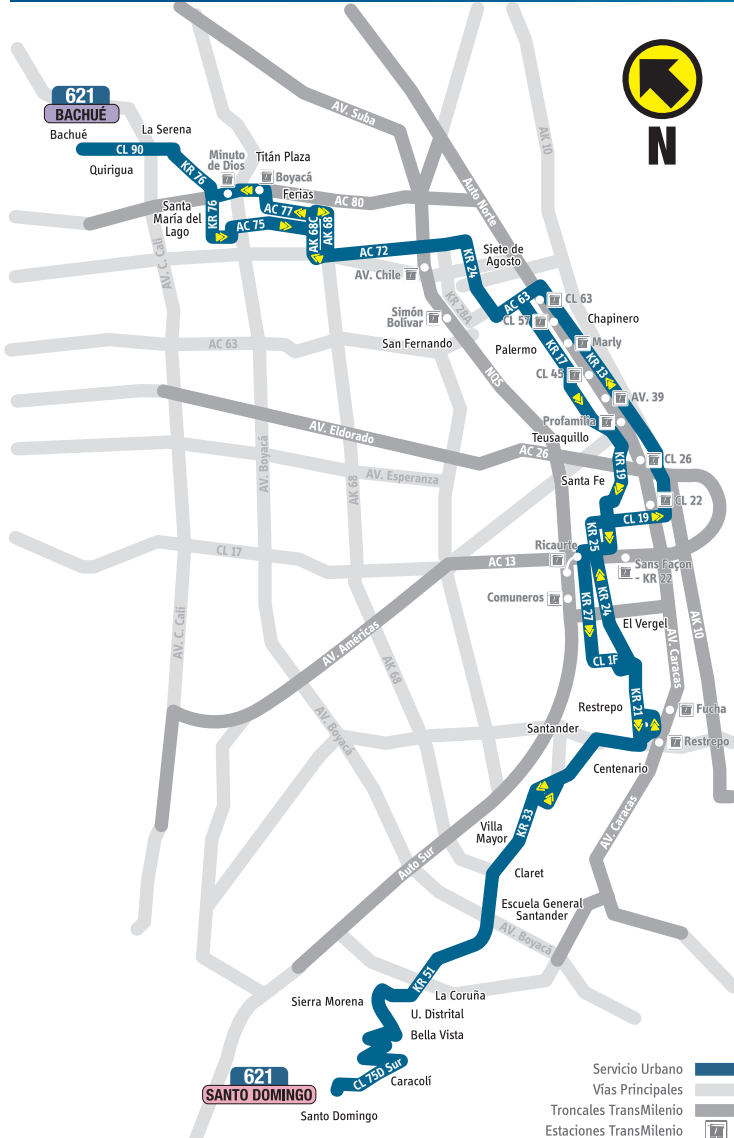 AV. Suba
AK 10
N
621
BACHUÉ
Bachué
La Serena
CL 90
Quirigua
KR 76
Minuto
de Dios
Titán Plaza
Boyacá
Ferias
AC 80
Auto Norte
Santa
María del
Lago
KR 76
AC 77
AC 75
AK 68C
AK 68
AC 72
KR 24
Siete de
Agosto
AV. C. Cali
AV. Chile
KR 28A
AC 63
CL 63
Chapinero
CL 57
Simón
Bolívar
San Fernando
AC 63
Palermo
KR 17
Marly
KR 13
NQS
CL 45
AV. 39
Profamilia
Teusaquillo
AV. Eldorado
AC 26
CL 26
AV. Boyacá
AV. Esperanza
AK 68
Santa Fe
KR 19
CL 22
CL 19
KR 25
CL 17
Ricaurte
AC 13
Sans Façon
- KR 22
Comuneros
KR 27
KR 24
El Vergel
AV. C. Cali
AV. Américas
AK 68
CL 1F
AV. Caracas
AK 10
KR 21
Restrepo
Fucha
AV. Boyacá
Santander
Restrepo
Centenario
KR 33
Villa
Mayor
AV. Caracas
Auto Sur
Claret
Escuela General
Santander
AV. Boyacá
KR 51
La Coruña
Sierra Morena
U. Distrital
Bella Vista
CL 75D Sur
Caracolí
621
SANTO DOMINGO
Santo Domingo
Servicio Urbano
Vías Principales
Troncales TransMilenio
Estaciones TransMilenio